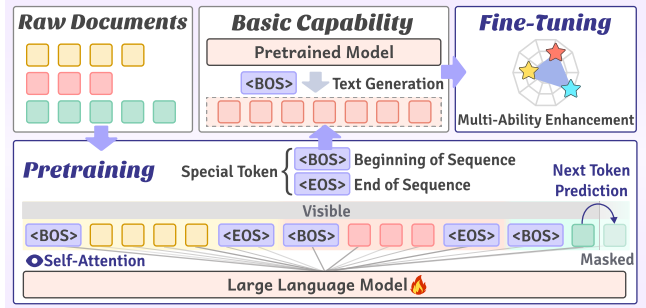 Raw Documents
Basic Capability
Pretrained Model
<BOS>
Text Generation
Fine-Tuning
Multi-Ability Enhancement
Pretraining
Special Token
<BOS> Beginning of Sequence
<EOS> End of Sequence
Next Token
Prediction
Visible
<BOS> <EOS> <BOS> <EOS> <BOS>
Self-Attention
Masked
Large Language Model